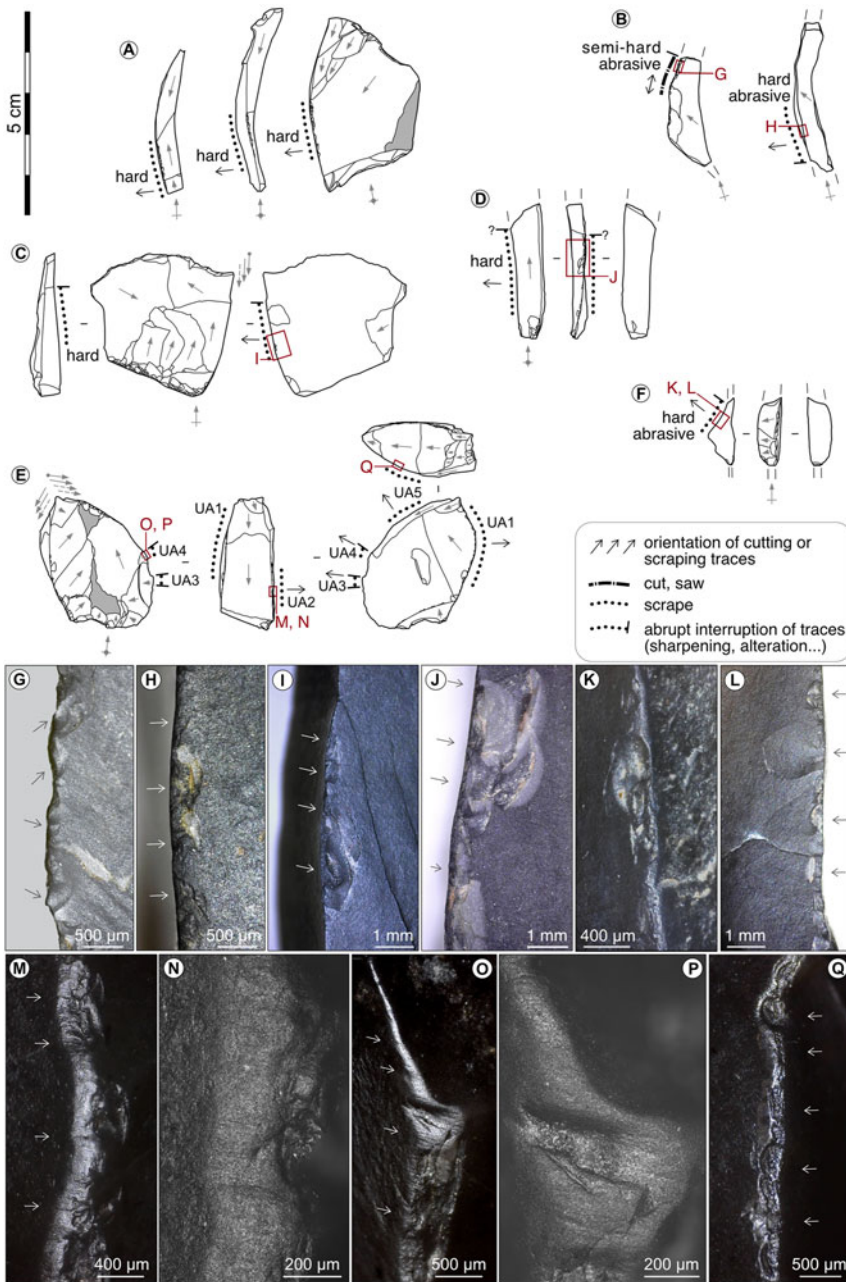 A
B
semi-hard
abrasive
G
hard
abrasive
H
5 cm
hard
hard
hard
D
?
?
hard
J
C
hard
I
K, L
F
hard
abrasive
Q
UA5
E
O, P
UA4
UA3
UA1
UA2
M, N
UA4
UA3
UA1
orientation of cutting or
scraping traces
cut, saw
scrape
abrupt interruption of traces
(sharpening, alteration...)
G
500 µm
H
500 µm
I
1 mm
J
1 mm
K
400 µm
L
1 mm
M
400 µm
N
200 µm
O
500 µm
P
200 µm
Q
500 µm